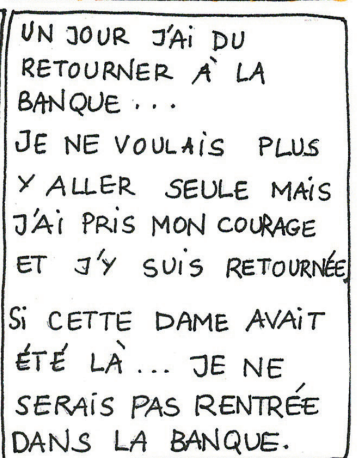 UN JOUR J'Ai DU
RETOURNER À LA
BANQUE...
JE NE VOULAiS PLUS
Y ALLER SEULE MAiS
J'Ai PRiS MON COURAGE
ET J'Y SUiS RETOURNÉE
Si CETTE DAME AVAiT
ÉTÉ LÀ... JE NE
SERAiS PAS RENTRÉE
DANS LA BANQUE.